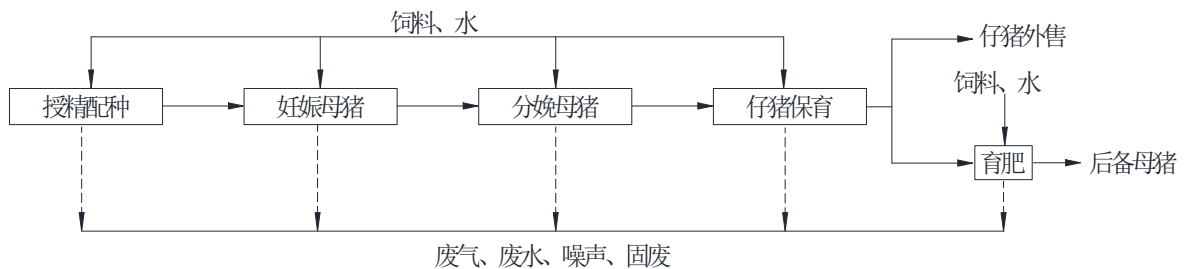 饲料、水
仔猪外售
饲料、水
授精配种
妊娠母猪
分娩母猪
仔猪保育
育肥
后备母猪
废气、废水、噪声、固废